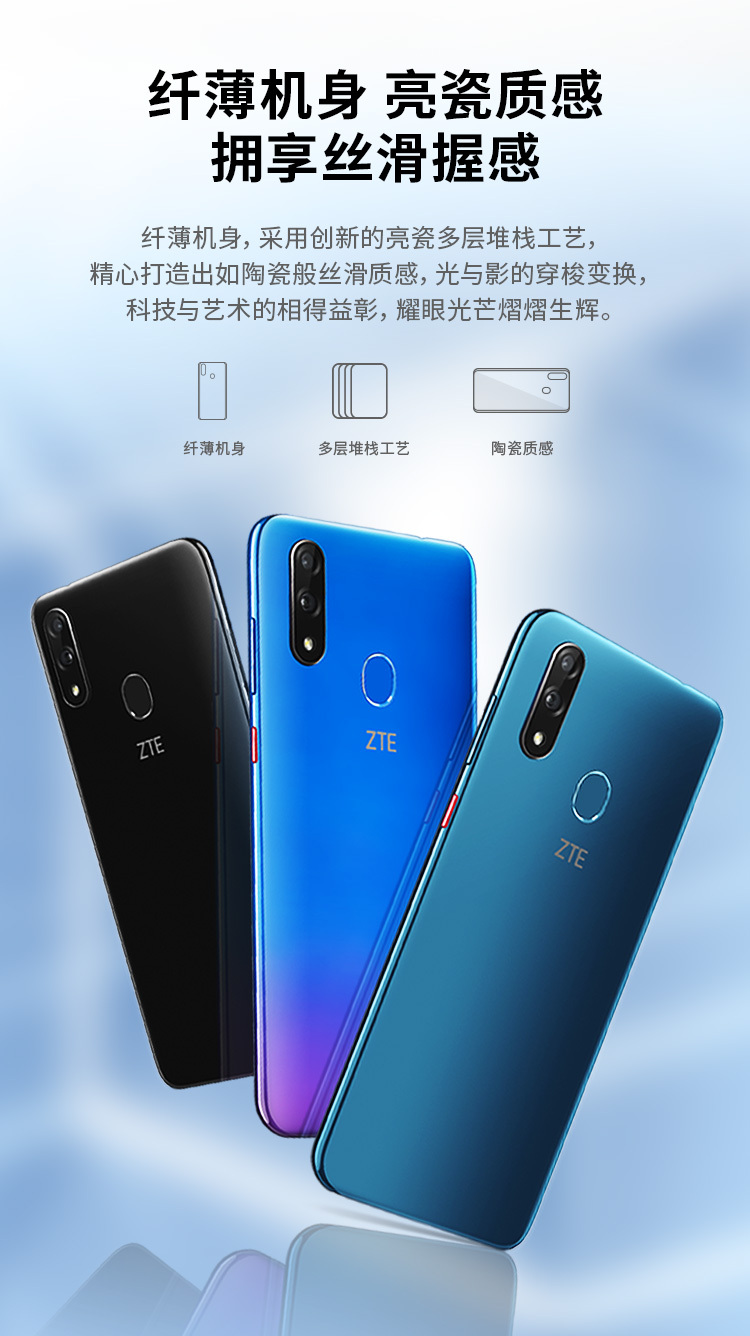 纤薄机身 亮瓷质感
拥享丝滑握感
纤薄机身, 采用创新的亮瓷多层堆栈工艺,
精心打造出如陶瓷般丝滑质感, 光与影的穿梭变换,
科技与艺术的相得益彰, 耀眼光芒熠熠生辉。
纤薄机身
多层堆栈工艺
陶瓷质感
ZTE
ZTE
ZTE